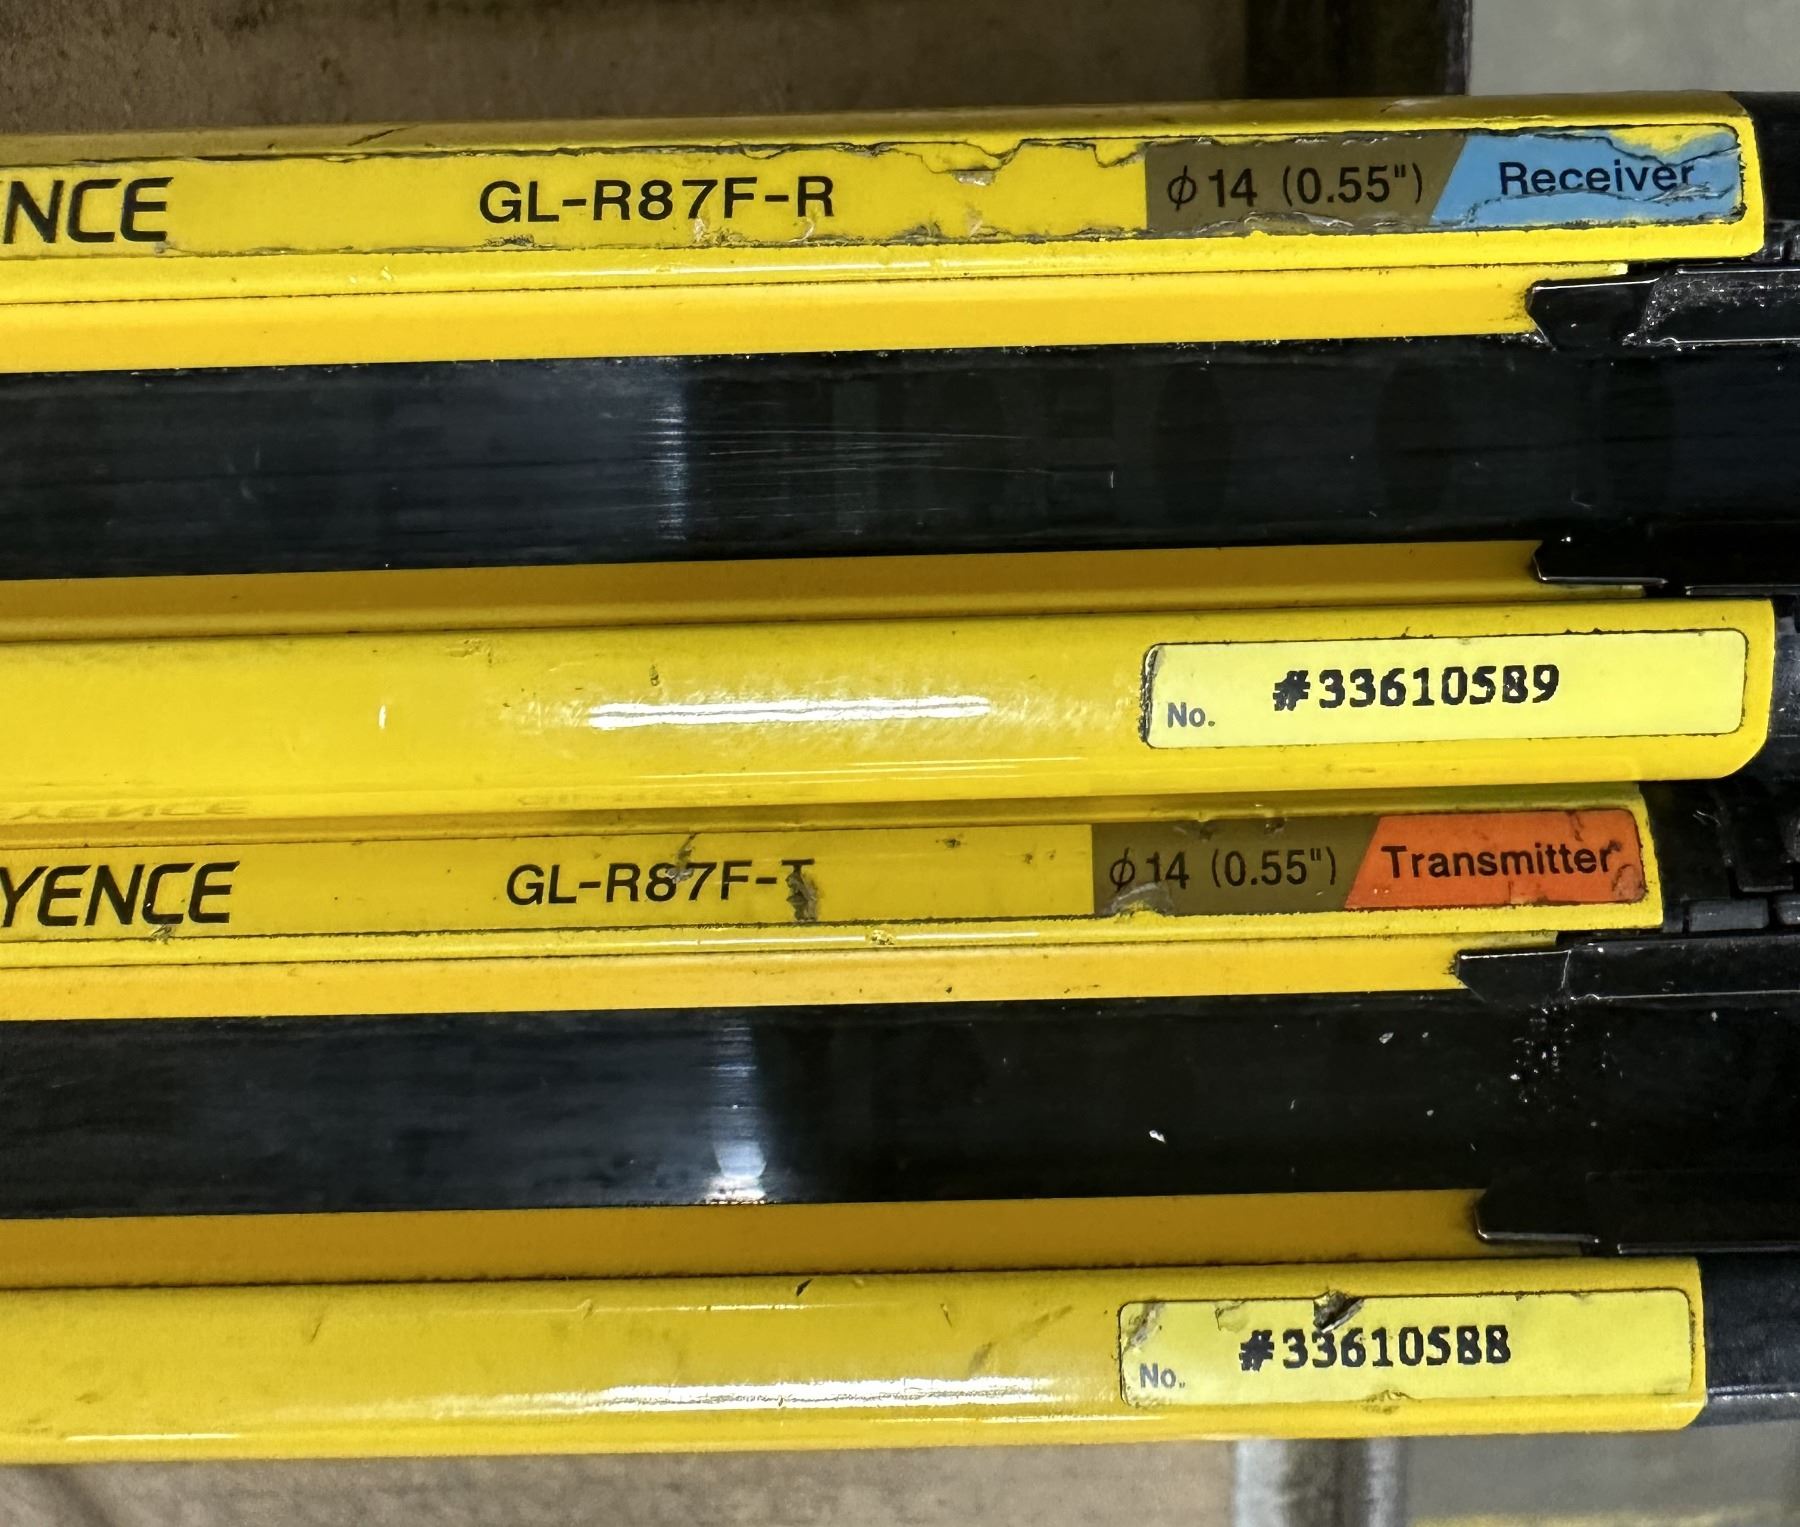 NCE GL-R87F-R φ14 (0.55") Receiver
No. #33610589
YENCE GL-R87F-T φ14 (0.55") Transmitter
No. #33610588